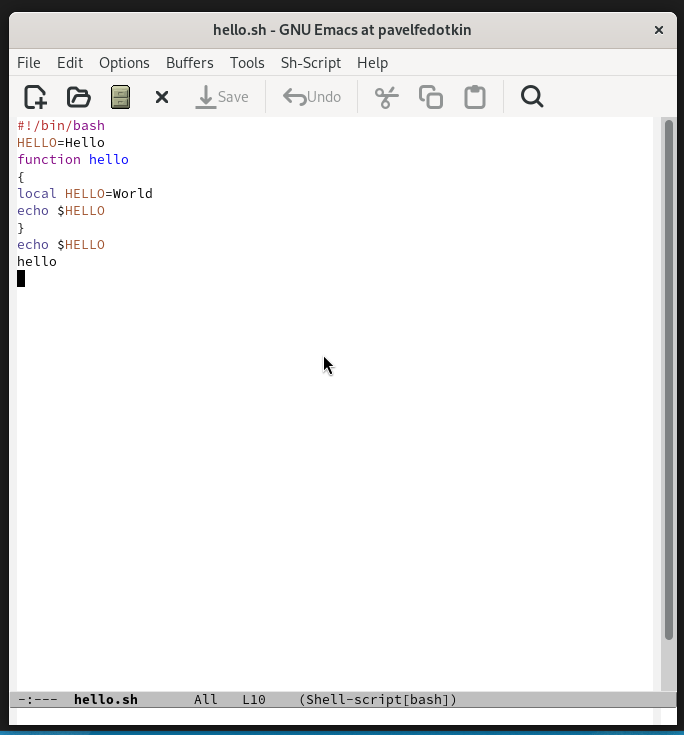 hello.sh - GNU Emacs at pavelfedotkin
File Edit Options Buffers Tools Sh-Script Help
Save Undo
#!/bin/bash
HELLO=Hello
function hello
{
local HELLO=World
echo $HELLO
}
echo $HELLO
hello
-:--- hello.sh All L10 (Shell-script[bash])